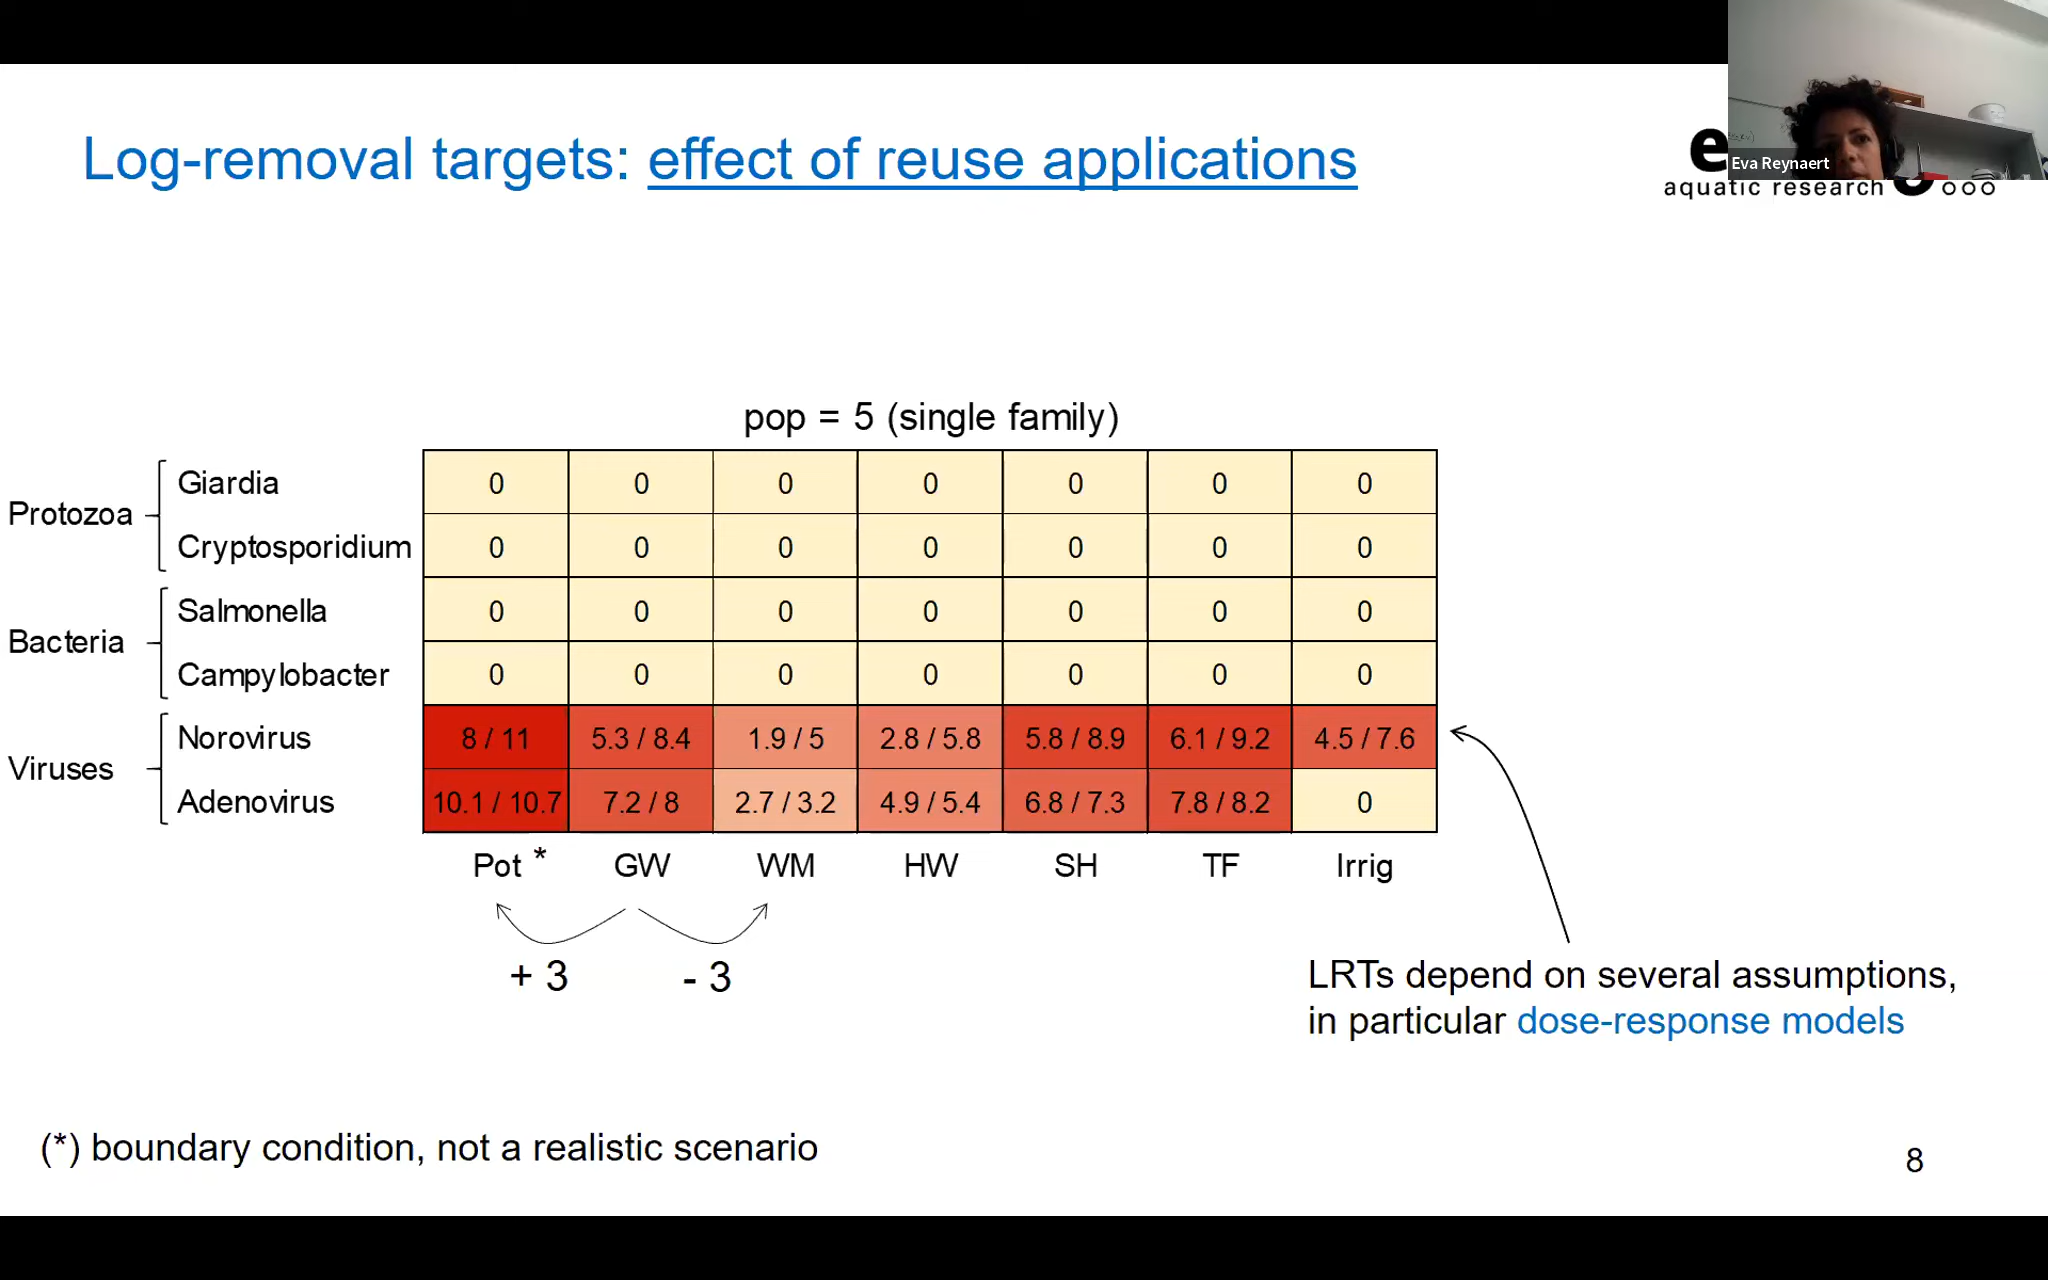 Log-removal targets: effect of reuse applications
Eva Reynaert
aquatic research
pop = 5 (single family)
Protozoa
Giardia 0 0 0 0 0 0 0
Cryptosporidium 0 0 0 0 0 0 0
Bacteria
Salmonella 0 0 0 0 0 0 0
Campylobacter 0 0 0 0 0 0 0
Viruses
Norovirus 8 / 11 5.3 / 8.4 1.9 / 5 2.8 / 5.8 5.8 / 8.9 6.1 / 9.2 4.5 / 7.6
Adenovirus 10.1 / 10.7 7.2 / 8 2.7 / 3.2 4.9 / 5.4 6.8 / 7.3 7.8 / 8.2 0
Pot * GW WM HW SH TF Irrig
+ 3 - 3
LRTs depend on several assumptions,
in particular dose-response models
(*) boundary condition, not a realistic scenario
8